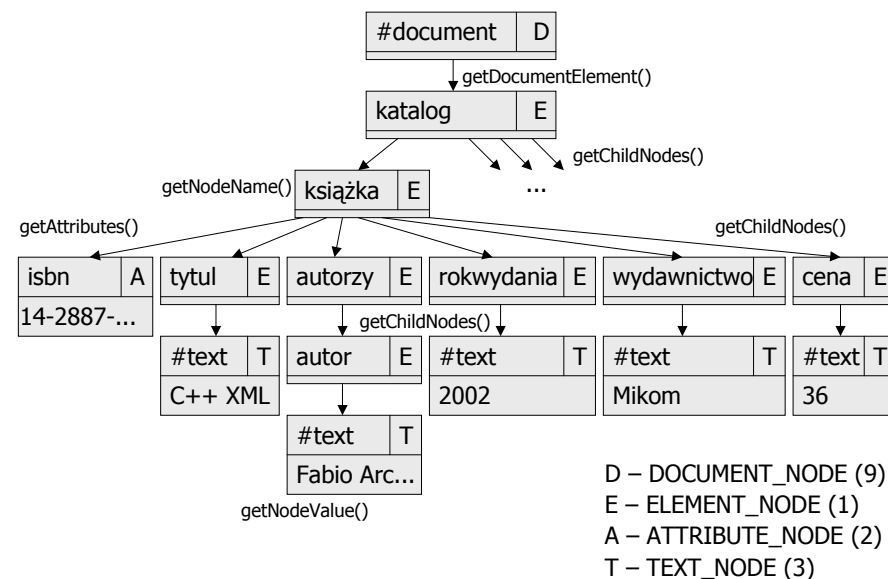 #document D
getDocumentElement()
katalog E
getChildNodes()
...
getNodeName() książka E
getAttributes() getChildNodes()
isbn A tytul E autorzy E rokwydania E wydawnictwo E cena E
14-2887-...
getChildNodes()
#text T autor E #text T #text T #text T
C++ XML 2002 Mikom 36
#text T
Fabio Arc...
getNodeValue()
D – DOCUMENT_NODE (9)
E – ELEMENT_NODE (1)
A – ATTRIBUTE_NODE (2)
T – TEXT_NODE (3)